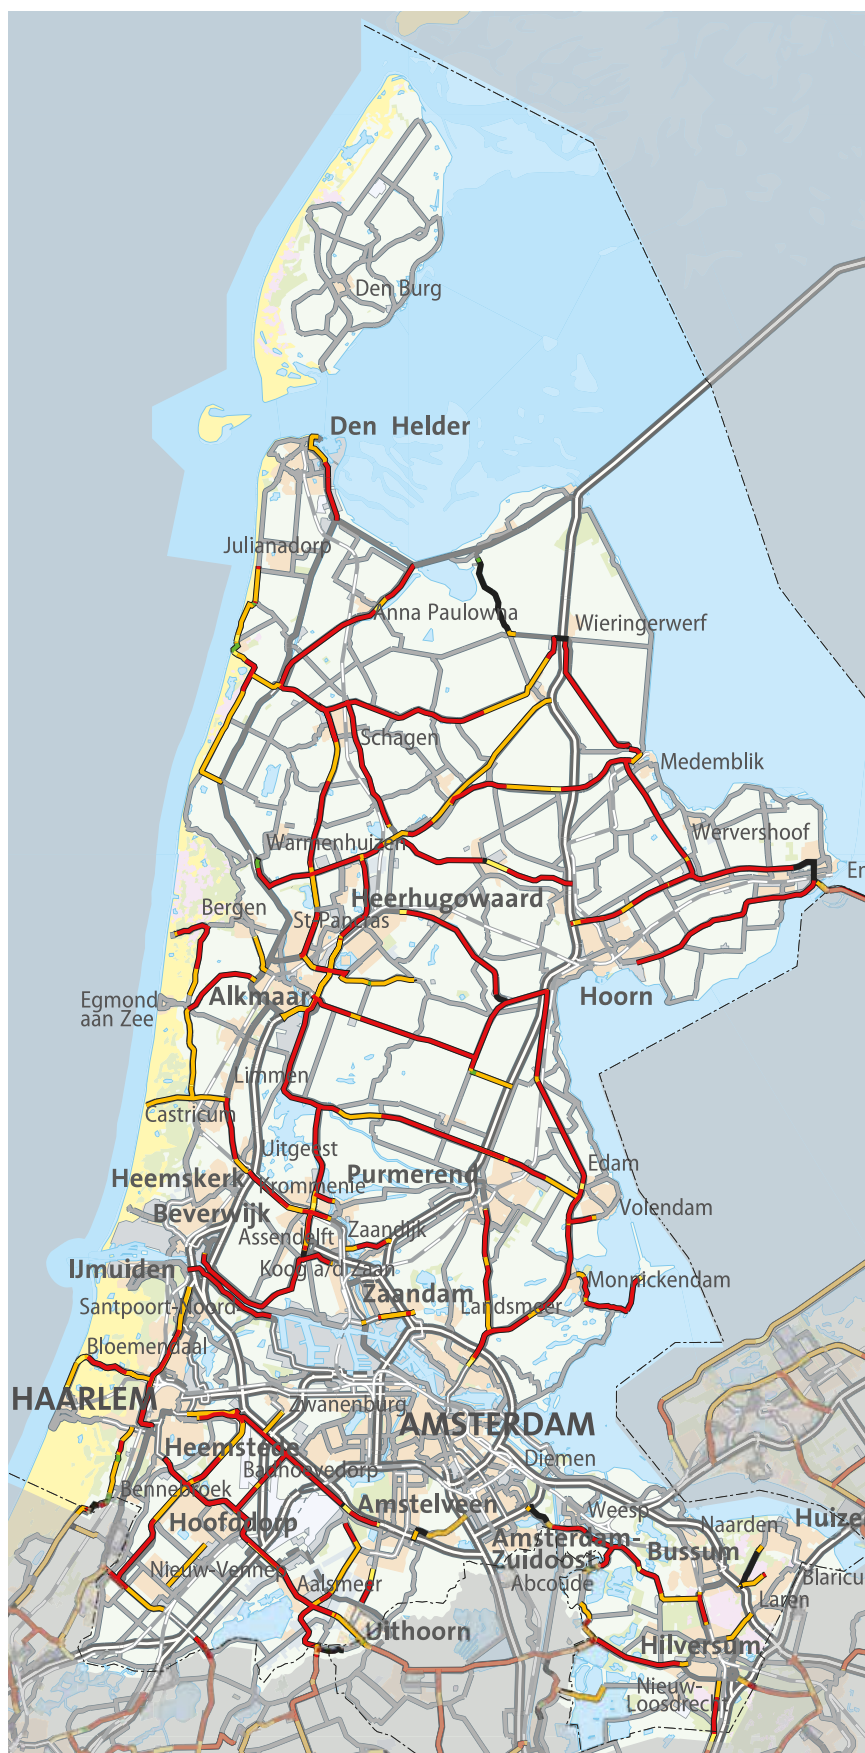 Den Burg
Den Helder
Julianadorp
Anna Paulowna
Wieringerwerf
Schagen
Medemblik
Wervershoof
Warmenhuizen
Heerhugowaard
Bergen
St Pancras
Egmond
aan Zee
Alkmaar
Hoorn
Limmen
Castricum
Uitgeest
Edam
Heemskerk
Krommenie
Purmerend
Volendam
Beverwijk
Assendelft
Zaandijk
IJmuiden
Koog a/d Zaan
Monnickendam
Santpoort-Noord
Zaandam
Landsmeer
Bloemendaal
HAARLEM
Zwanenburg
AMSTERDAM
Heemstede
Badhoevedorp
Diemen
Bennebroek
Amstelveen
Weesp
Hoofddorp
Naarden
Huize
Amsterdam-
Zuidoost
Bussum
Nieuw-Vennep
Aalsmeer
Abcoude
Blaricu
Laren
Uithoorn
Hilversum
Nieuw-
Loosdrecht